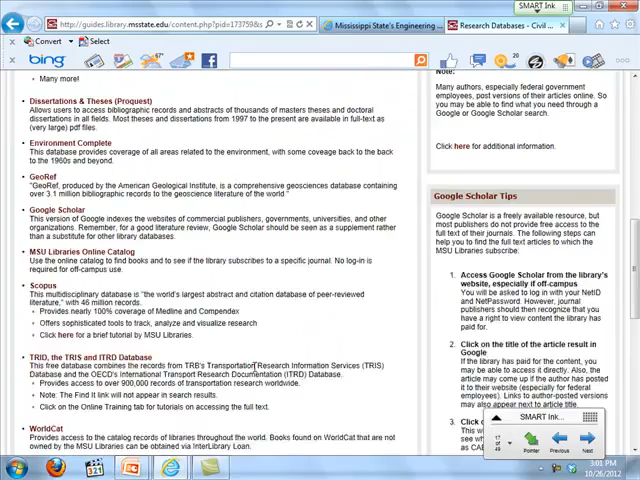 SMART Ink
http://guides.library.msstate.edu/content.php?pid=173759&s
Mississippi State's Engineering ...
Research Databases - Civil ...
Convert
Select
bing
67°
20
Many more!
Dissertations & Theses (Proquest)
Allows users to access bibliographic records and abstracts of thousands of masters theses and doctoral
dissertations in all fields. Most theses and dissertations from 1997 to the present are available in full-text as
(very large) pdf files.
Environment Complete
This database provides coverage of all areas related to the environment, with some coverage back to the back
to the 1960s and beyond.
GeoRef
"GeoRef, produced by the American Geological Institute, is a comprehensive geosciences database containing
over 3.1 million bibliographic records to the geoscience literature of the world."
Google Scholar
This version of Google indexes the websites of commercial publishers, governments, universities, and other
organizations. Remember, for a good literature review, Google Scholar should be seen as a supplement rather
than a substitute for other library databases.
MSU Libraries Online Catalog
Use the online catalog to find books and to see if the library subscribes to a specific journal. No log-in is
required for off-campus use.
Scopus
This multidisciplinary database is "the world's largest abstract and citation database of peer-reviewed
literature," with 46 million records.
Provides nearly 100% coverage of Medline and Compendex
Offers sophisticated tools to track, analyze and visualize research
Click here for a brief tutorial by MSU Libraries.
TRID, the TRIS and ITRD Database
This free database combines the records from TRB's Transportation Research Information Services (TRIS)
Database and the OECD's International Transport Research Documentation (ITRD) Database.
Provides access to over 900,000 records of transportation research worldwide.
Note: The Find It link will not appear in search results.
Click on the Online Training tab for tutorials on accessing the full text.
WorldCat
Provides access to the catalog records of libraries throughout the world. Books found on WorldCat that are not
owned by the MSU Libraries can be obtained via InterLibrary Loan.
Note:
Many authors, especially federal government
employees, post versions of their articles online. So
you may be able to find what you need through a
Google or Google Scholar search.
Click here for additional information.
Google Scholar Tips
Google Scholar is a freely available resource, but
most publishers do not provide free access to the
full text of their journals. The following steps can
help you to find the full text articles to which the
MSU Libraries subscribe:
1. Access Google Scholar from the library's
website, especially if off-campus
You will be asked to log in with your NetID
and NetPassword. However, journal
publishers should then recognize that you
have a right to view content the library has
paid for.
2. Click on the title of the article result in
Google
If the library has paid for the content, you
may be able to access it directly. Also, the
article may come up if the author has posted
it to their website (especially for federal
employees). Links to author-posted versions
may also appear next to article title.
3. Click o
SMART Ink...
17
of
49
Pointer
Previous
Next
321
3:01 PM
10/26/2012